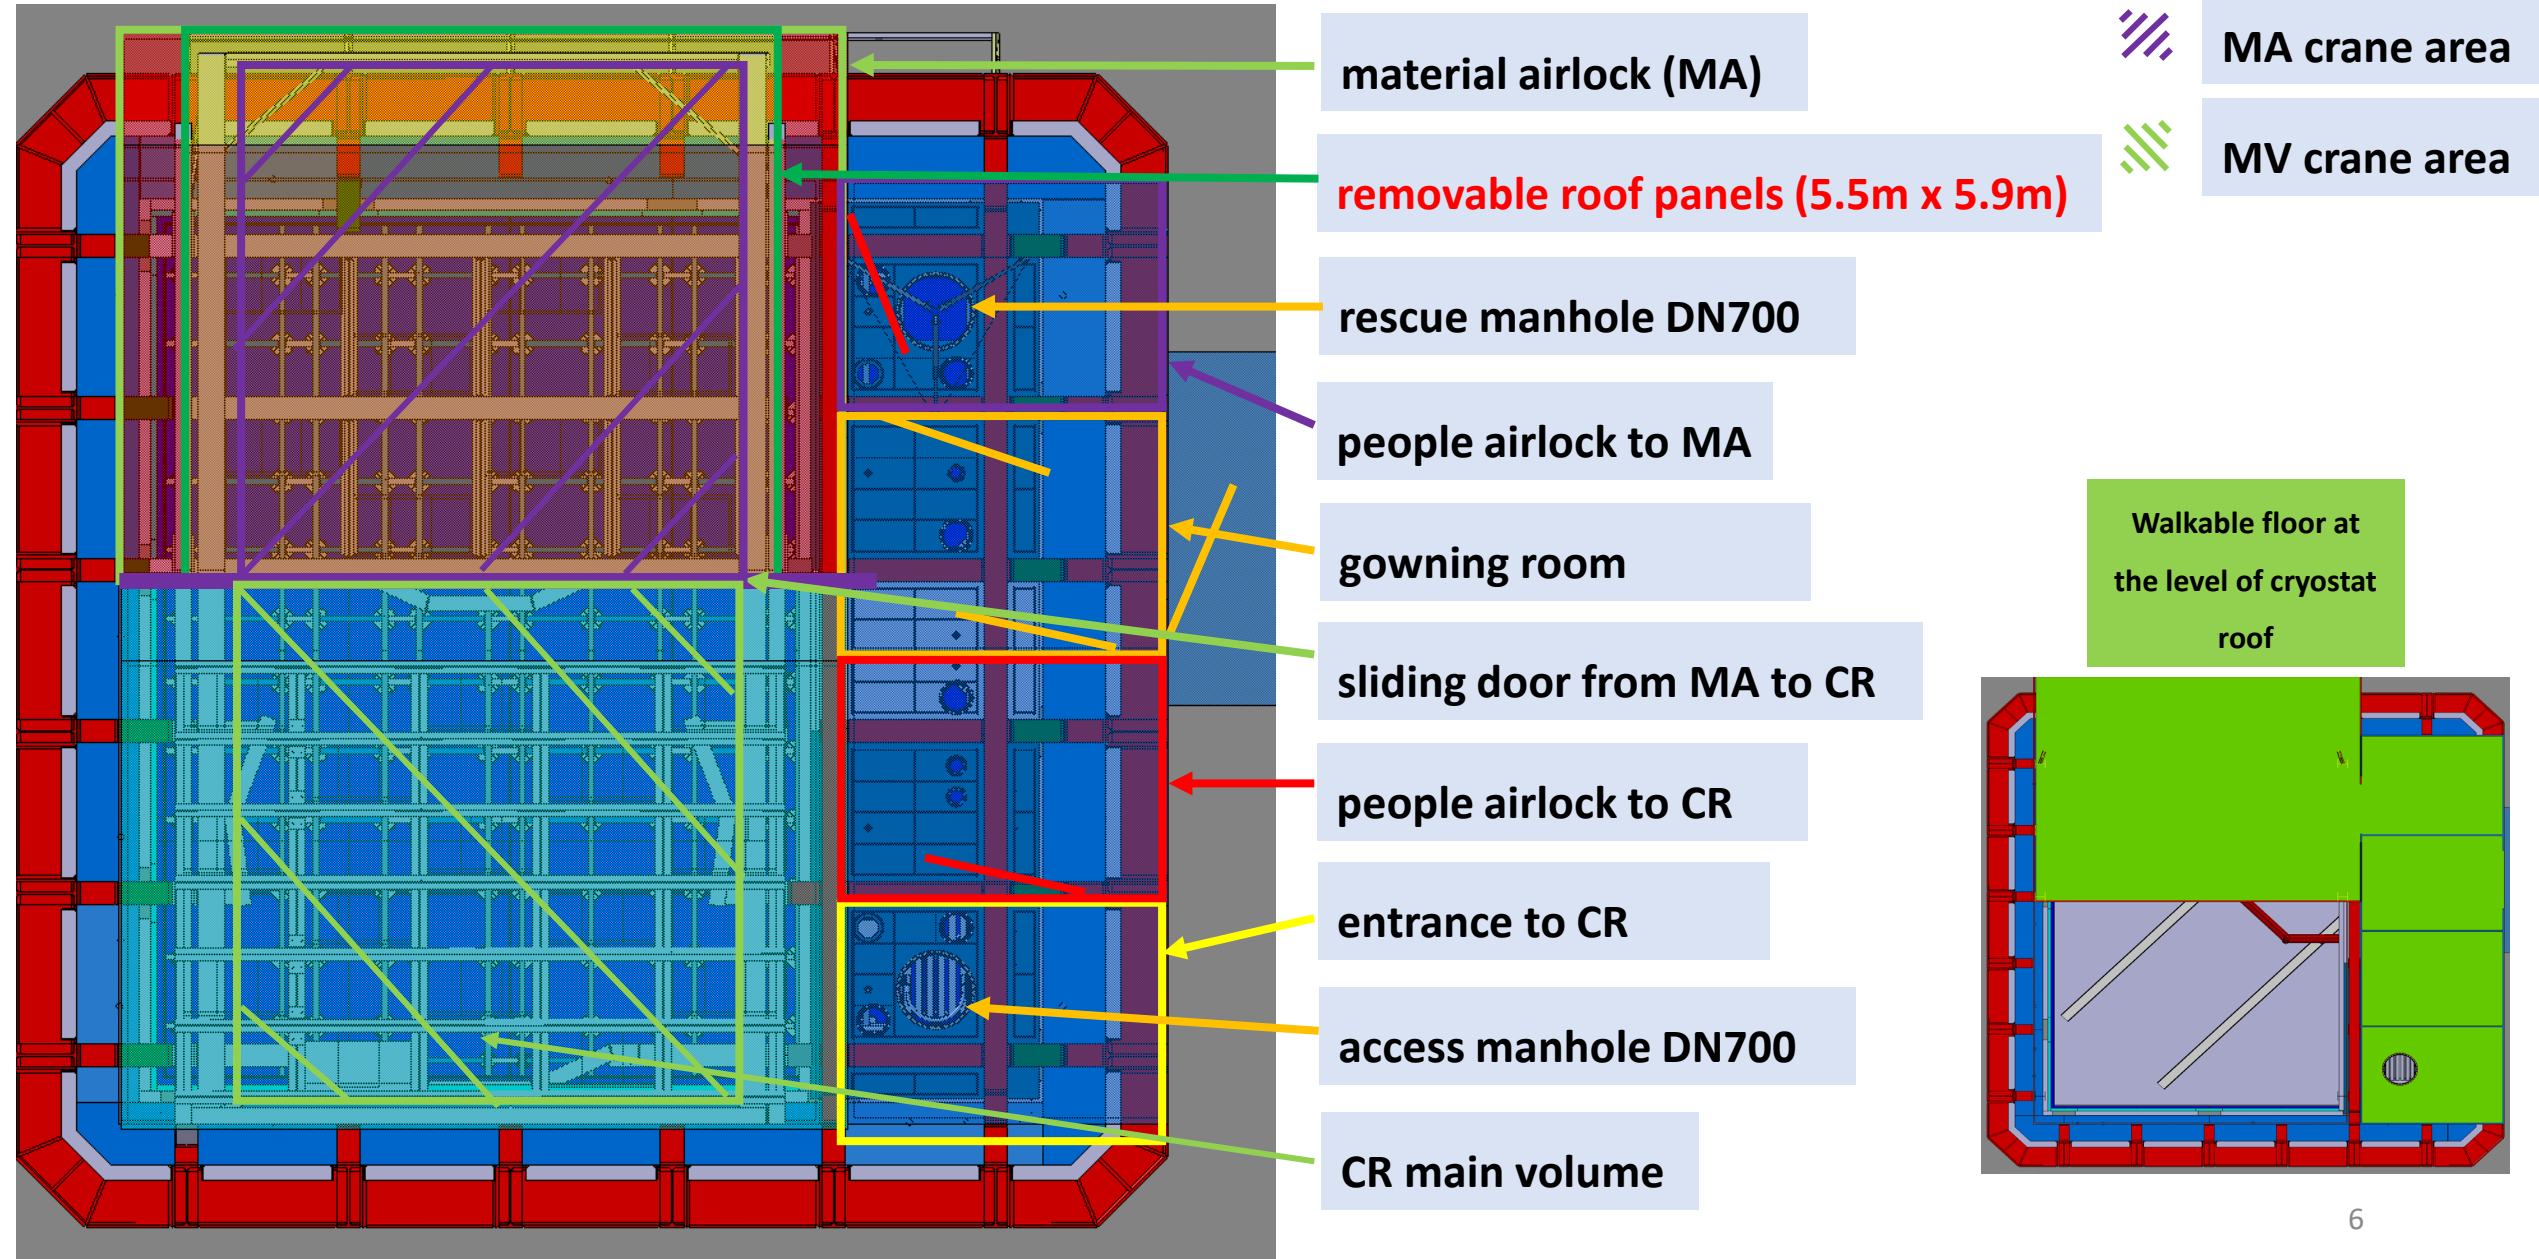 material airlock (MA)
removable roof panels (5.5m x 5.9m)
rescue manhole DN700
people airlock to MA
gowning room
sliding door from MA to CR
people airlock to CR
entrance to CR
access manhole DN700
CR main volume
MA crane area
MV crane area
Walkable floor at
the level of cryostat
roof
6